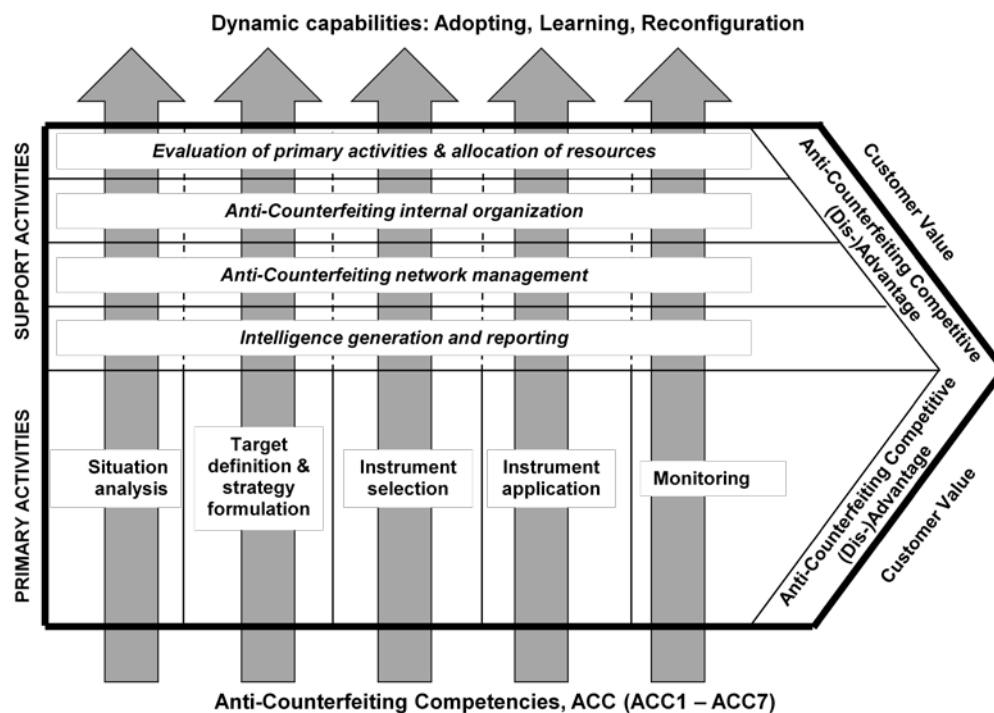 Dynamic capabilities: Adopting, Learning, Reconfiguration
SUPPORT ACTIVITIES
Evaluation of primary activities & allocation of resources
Anti-Counterfeiting internal organization
Anti-Counterfeiting network management
Intelligence generation and reporting
Anti-Counterfeiting Competitive
(Dis-)Advantage
Customer Value
PRIMARY ACTIVITIES
Situation
analysis
Target
definition &
strategy
formulation
Instrument
selection
Instrument
application
Monitoring
Anti-Counterfeiting Competitive
(Dis-)Advantage
Customer Value
Anti-Counterfeiting Competencies, ACC (ACC1 – ACC7)